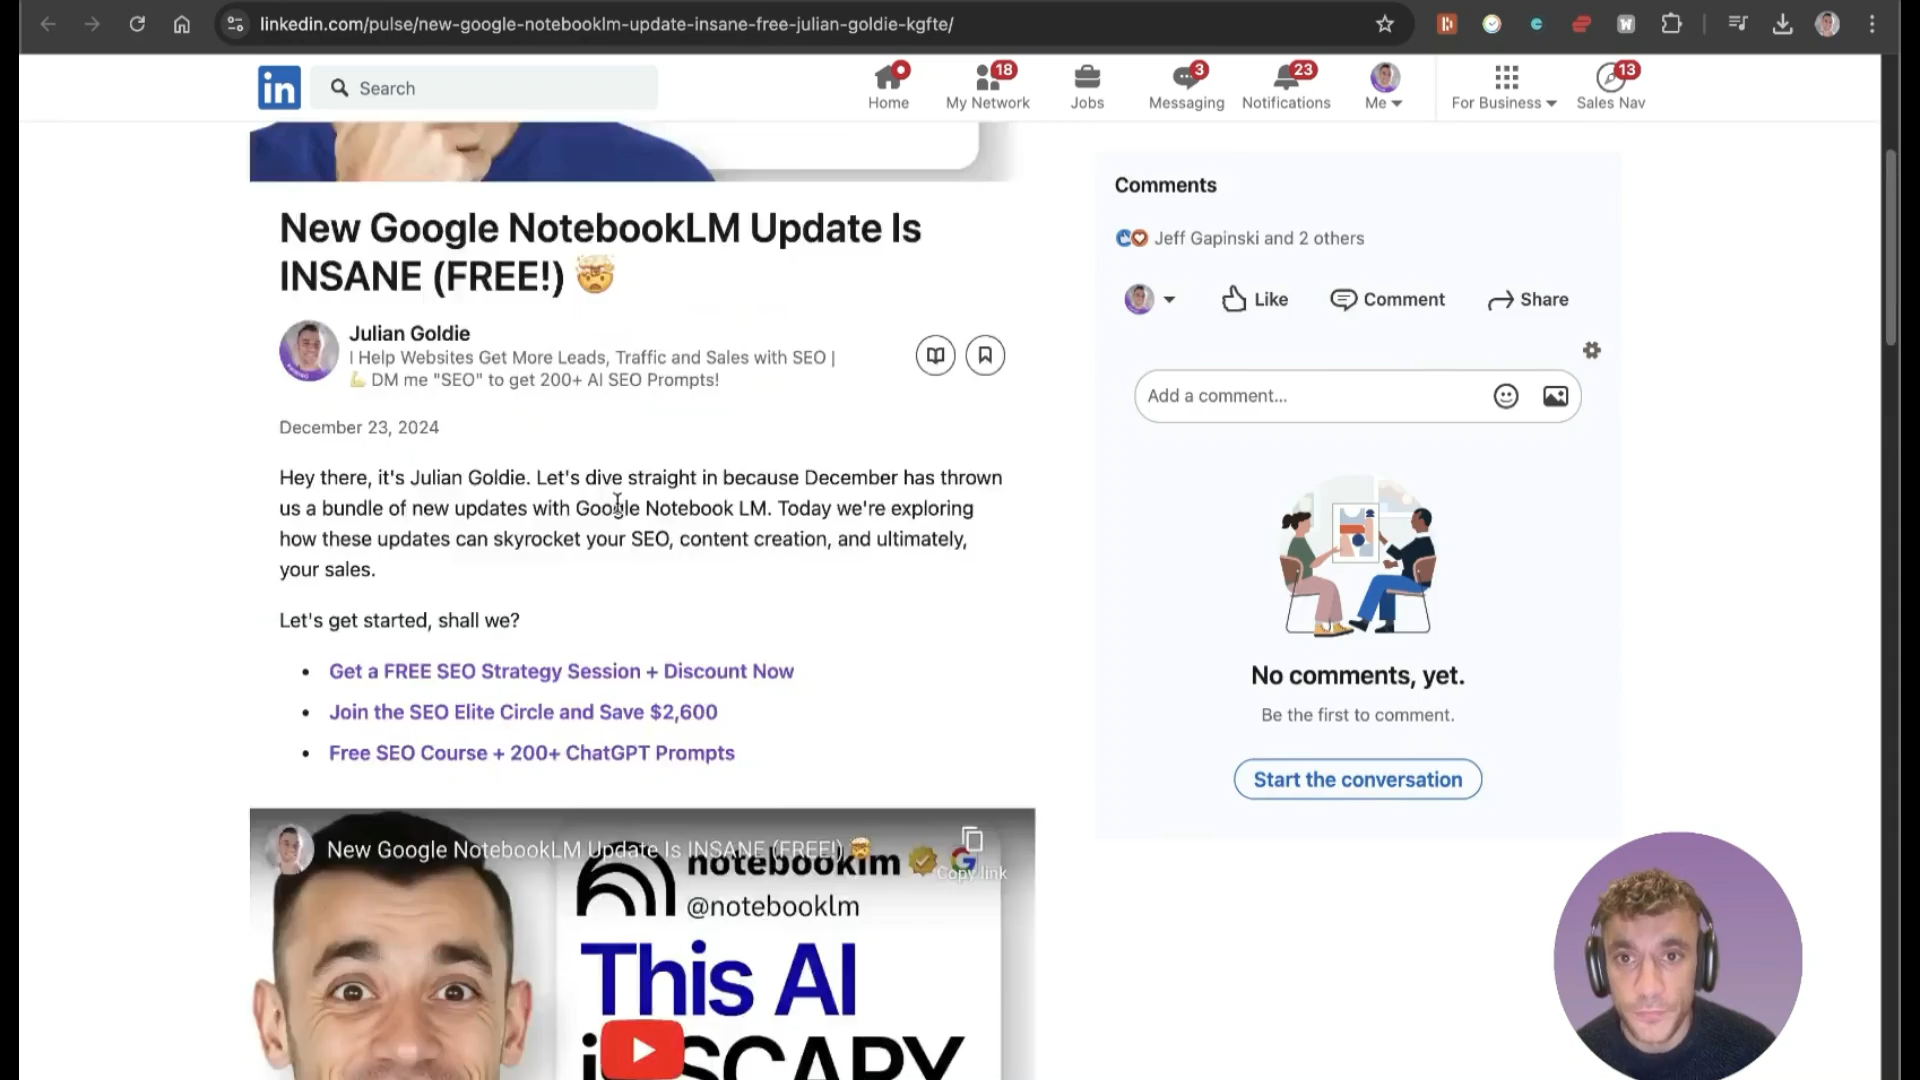 linkedin.com/pulse/new-google-notebooklm-update-insane-free-julian-goldie-kgfte/
in
Search
Home
18
My Network
Jobs
3
Messaging
23
Notifications
Me
For Business
13
Sales Nav
New Google NotebookLM Update Is
INSANE (FREE!) 🤯
Julian Goldie
I Help Websites Get More Leads, Traffic and Sales with SEO |
💪 DM me "SEO" to get 200+ AI SEO Prompts!
December 23, 2024
Hey there, it's Julian Goldie. Let's dive straight in because December has thrown
us a bundle of new updates with Google Notebook LM. Today we're exploring
how these updates can skyrocket your SEO, content creation, and ultimately,
your sales.
Let's get started, shall we?
• Get a FREE SEO Strategy Session + Discount Now
• Join the SEO Elite Circle and Save $2,600
• Free SEO Course + 200+ ChatGPT Prompts
New Google NotebookLM Update Is INSANE (FREE!) 🤯
Copy link
notebooklm
@notebooklm
This AI
SCARY
Comments
Jeff Gapinski and 2 others
Like
Comment
Share
Add a comment...
No comments, yet.
Be the first to comment.
Start the conversation